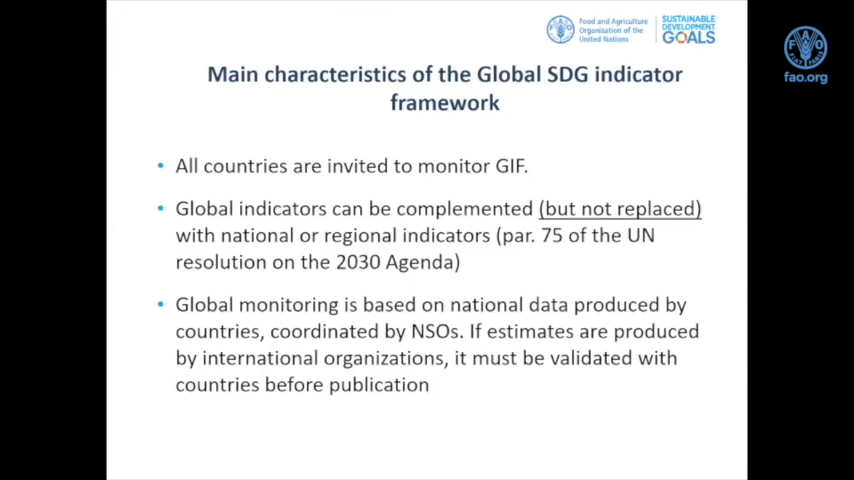 Food and Agriculture
Organization of the
United Nations
SUSTAINABLE
DEVELOPMENT
GOALS
FAO
FIAT PANIS
fao.org
Main characteristics of the Global SDG indicator
framework
• All countries are invited to monitor GIF.
• Global indicators can be complemented (but not replaced)
with national or regional indicators (par. 75 of the UN
resolution on the 2030 Agenda)
• Global monitoring is based on national data produced by
countries, coordinated by NSOs. If estimates are produced
by international organizations, it must be validated with
countries before publication